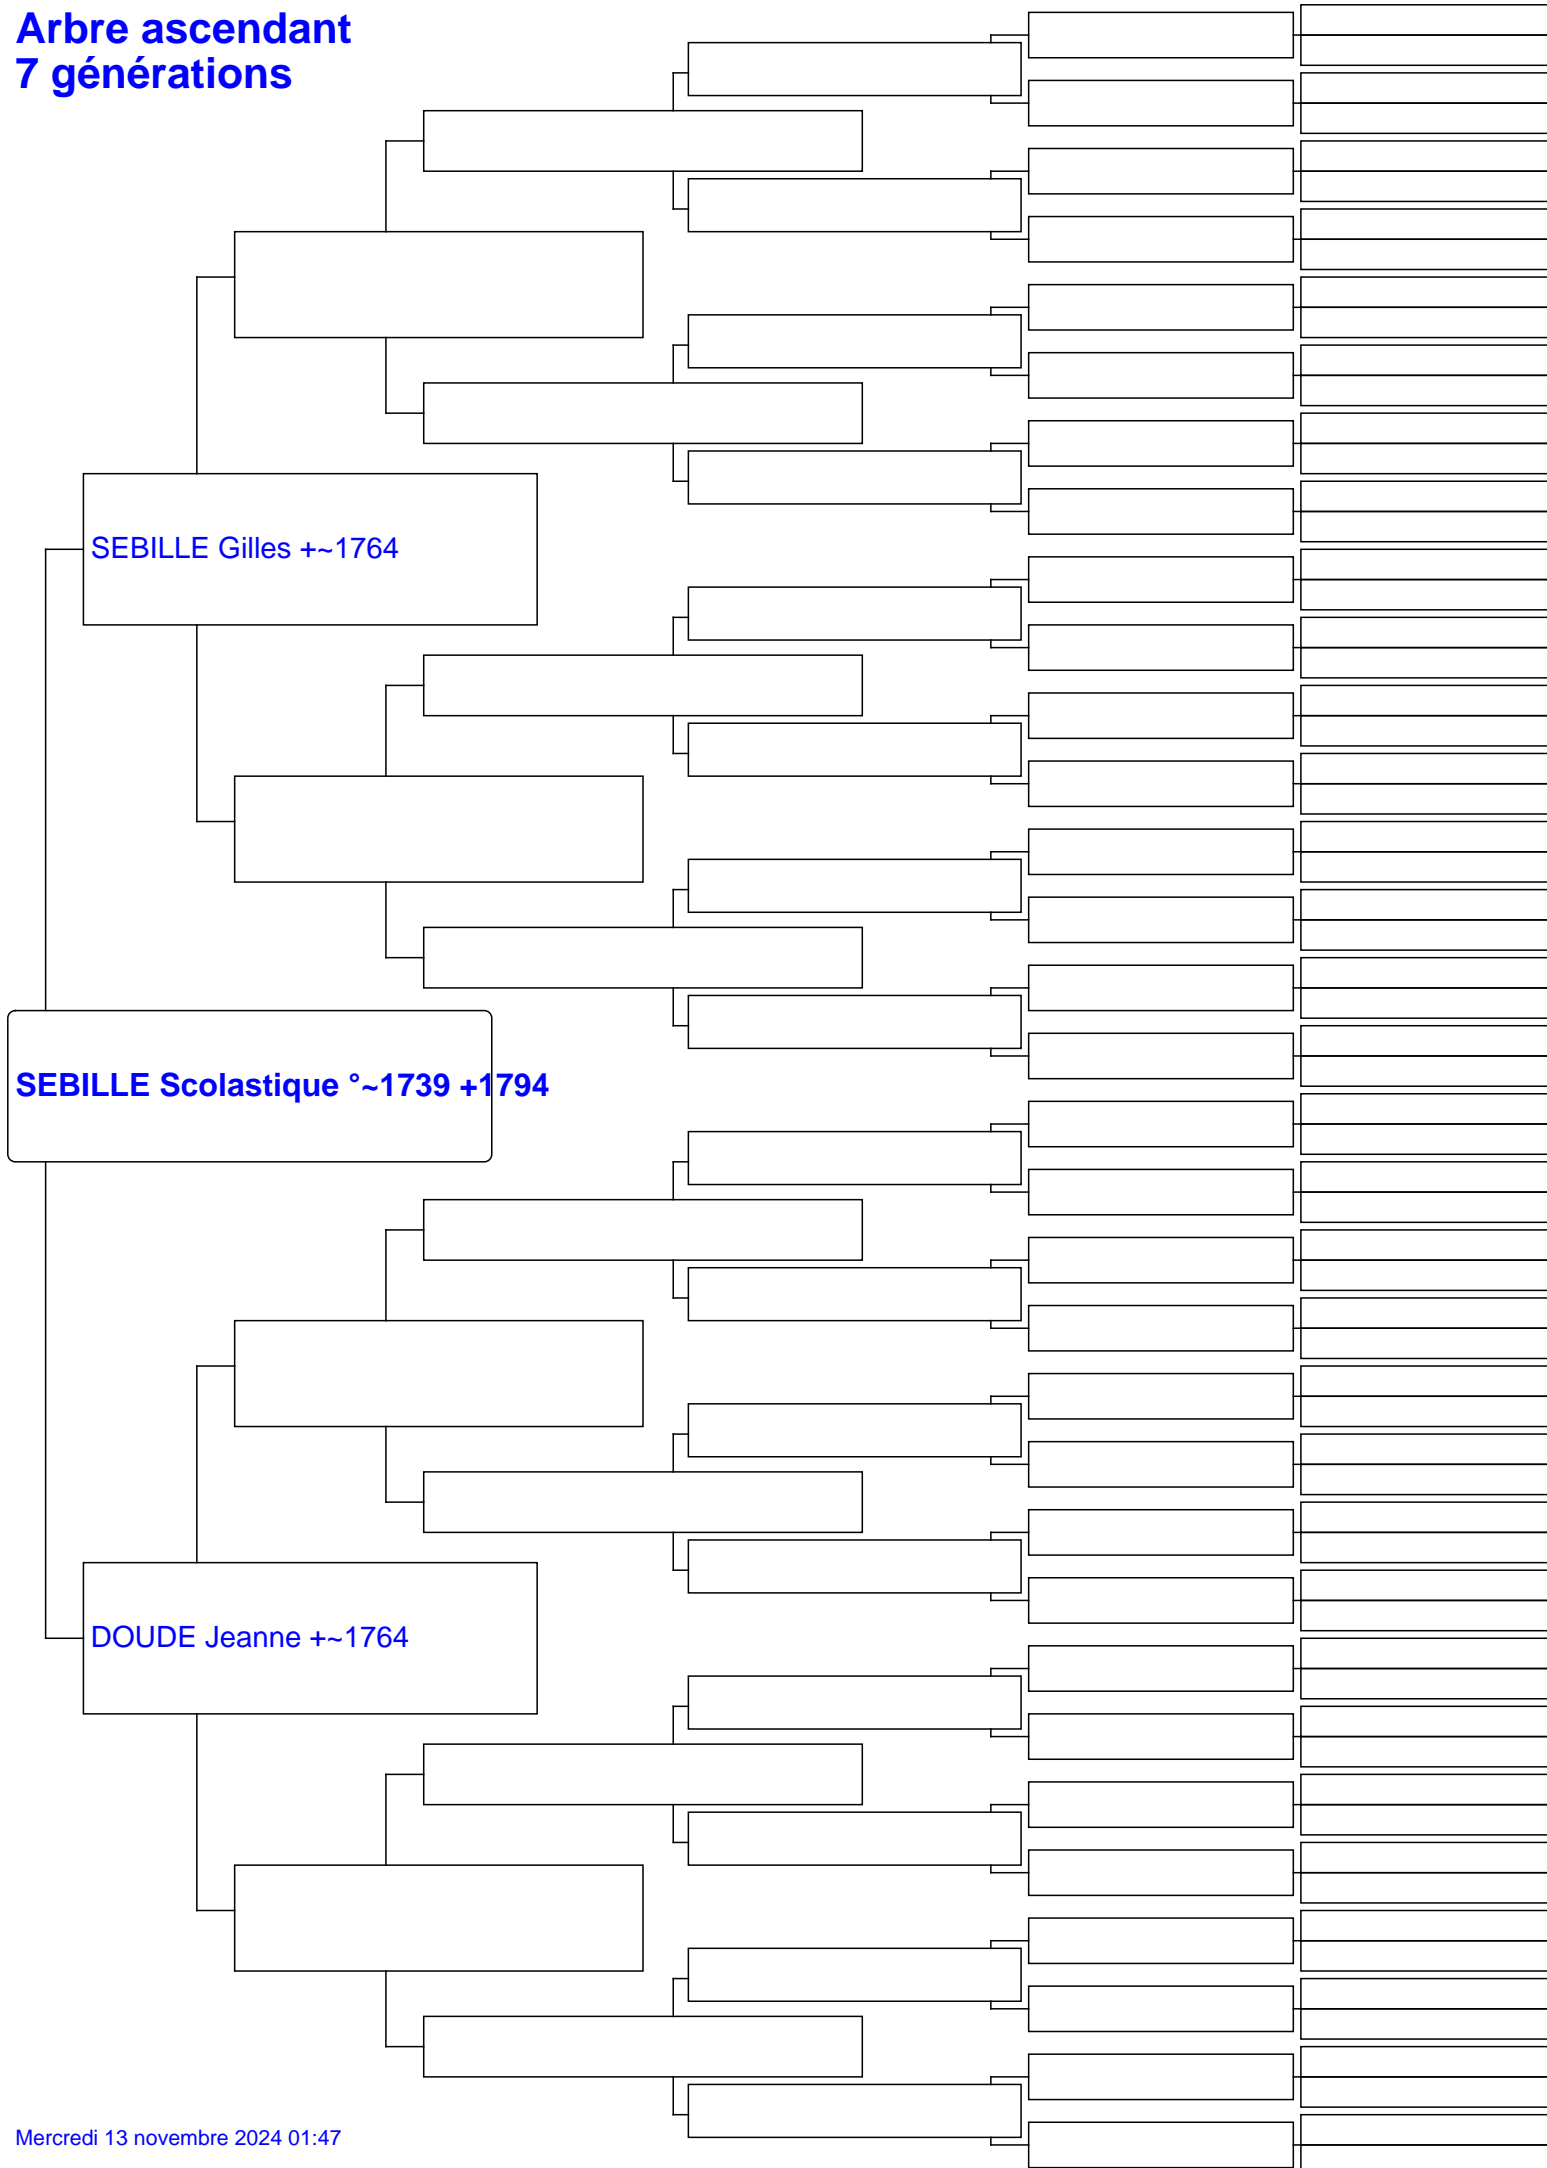 Arbre ascendant
7 générations
SEBILLE Gilles +~1764
SEBILLE Scolastique °~1739 +1794
DOUDE Jeanne +~1764
Mercredi 13 novembre 2024 01:47